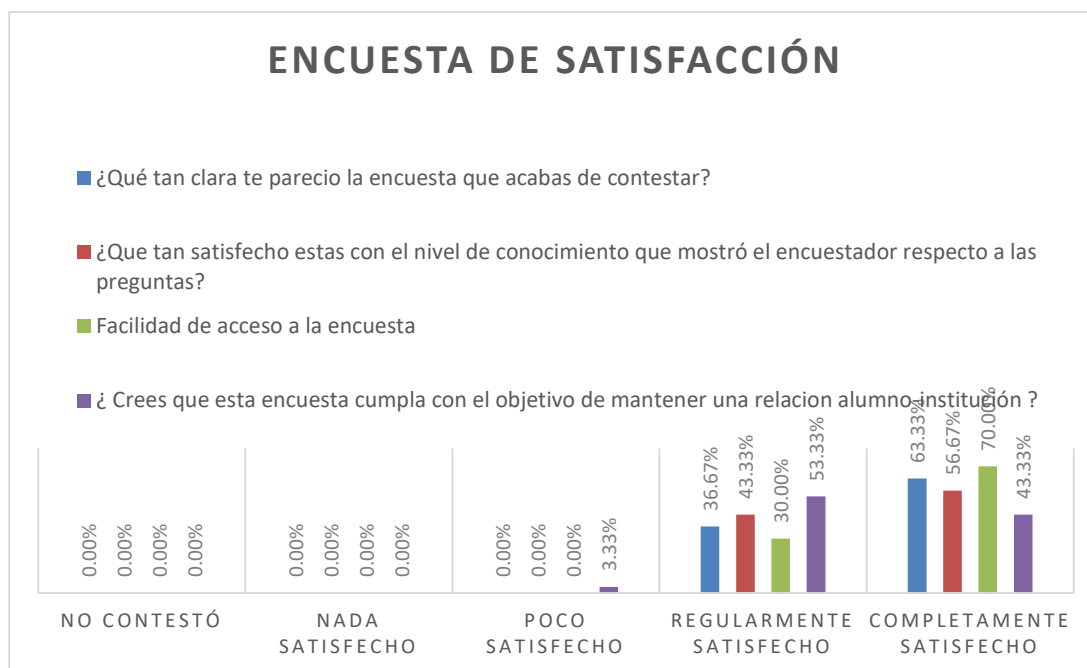 ENCUESTA DE SATISFACCIÓN
¿Qué tan clara te parecio la encuesta que acabas de contestar?
¿Que tan satisfecho estas con el nivel de conocimiento que mostró el encuestador respecto a las
preguntas?
Facilidad de acceso a la encuesta
¿ Crees que esta encuesta cumpla con el objetivo de mantener una relacion alumno-institución ?
0.00%
0.00%
0.00%
0.00%
0.00%
0.00%
0.00%
0.00%
0.00%
0.00%
0.00%
3.33%
36.67%
43.33%
30.00%
53.33%
63.33%
56.67%
70.00%
43.33%
NO CONTESTÓ
NADA
SATISFECHO
POCO
SATISFECHO
REGULARMENTE
SATISFECHO
COMPLETAMENTE
SATISFECHO